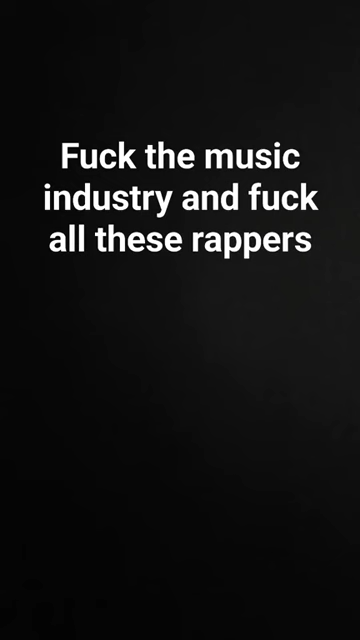 Fuck the music
industry and fuck
all these rappers